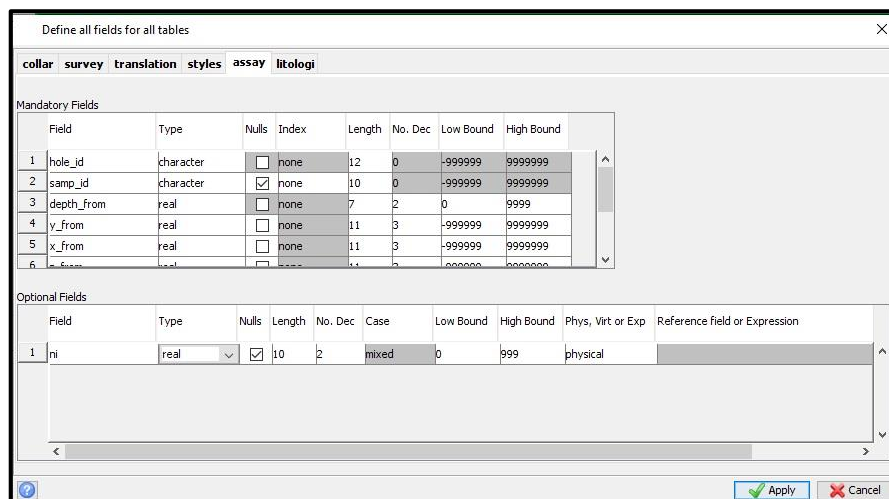 Define all fields for all tables
collar survey translation styles assay litologi
Mandatory Fields
Field Type Nulls Index Length No. Dec Low Bound High Bound
1 hole_id character none 12 0 -999999 9999999
2 samp_id character none 10 0 -999999 9999999
3 depth_from real none 7 2 0 9999
4 y_from real none 11 3 -999999 9999999
5 x_from real none 11 3 -999999 9999999
6
Optional Fields
Field Type Nulls Length No. Dec Case Low Bound High Bound Phys, Virt or Exp Reference field or Expression
1 ni real 10 2 mixed 0 999 physical
? Apply Cancel